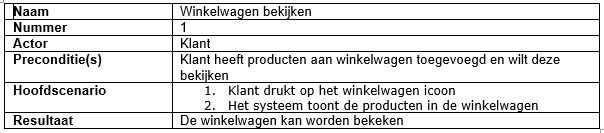 Naam Winkelwagen bekijken
Nummer 1
Actor Klant
Preconditie(s) Klant heeft producten aan winkelwagen toegevoegd en wilt deze
bekijken
Hoofdscenario 1. Klant drukt op het winkelwagen icoon
2. Het systeem toont de producten in de winkelwagen
Resultaat De winkelwagen kan worden bekeken